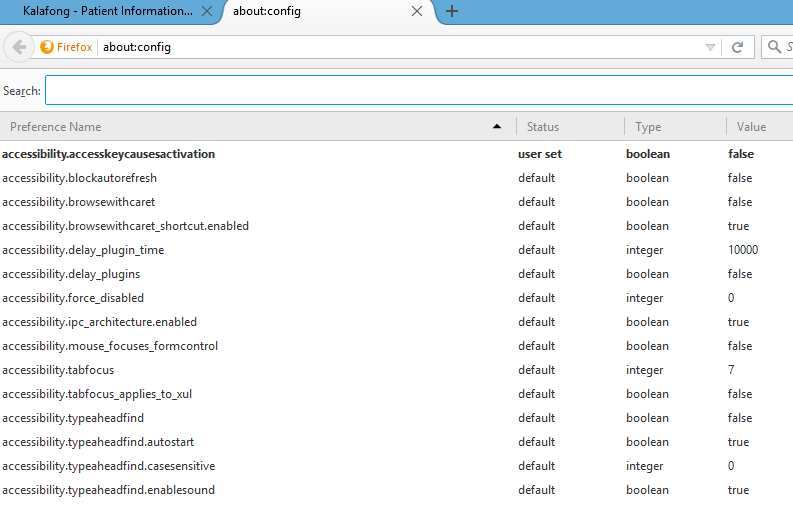 Kalafong - Patient Information...
about:config
Firefox
about:config
S
Search:
Preference Name Status Type Value
accessibility.accesskeycausesactivation user set boolean false
accessibility.blockautorefresh default boolean false
accessibility.browsewithcaret default boolean false
accessibility.browsewithcaret_shortcut.enabled default boolean true
accessibility.delay_plugin_time default integer 10000
accessibility.delay_plugins default boolean false
accessibility.force_disabled default integer 0
accessibility.ipc_architecture.enabled default boolean true
accessibility.mouse_focuses_formcontrol default boolean false
accessibility.tabfocus default integer 7
accessibility.tabfocus_applies_to_xul default boolean false
accessibility.typeaheadfind default boolean false
accessibility.typeaheadfind.autostart default boolean true
accessibility.typeaheadfind.casesensitive default integer 0
accessibility.typeaheadfind.enablesound default boolean true